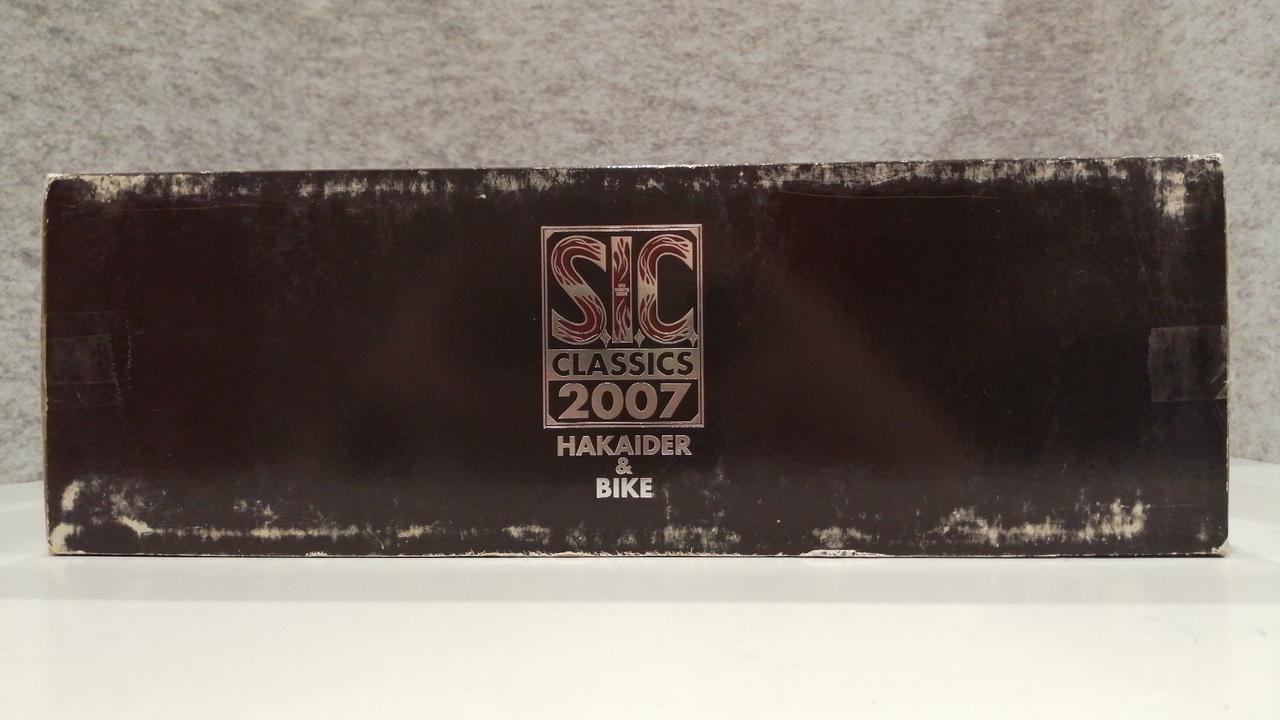 S.I.C.
CLASSICS
2007
HAKAIDER
&
BIKE